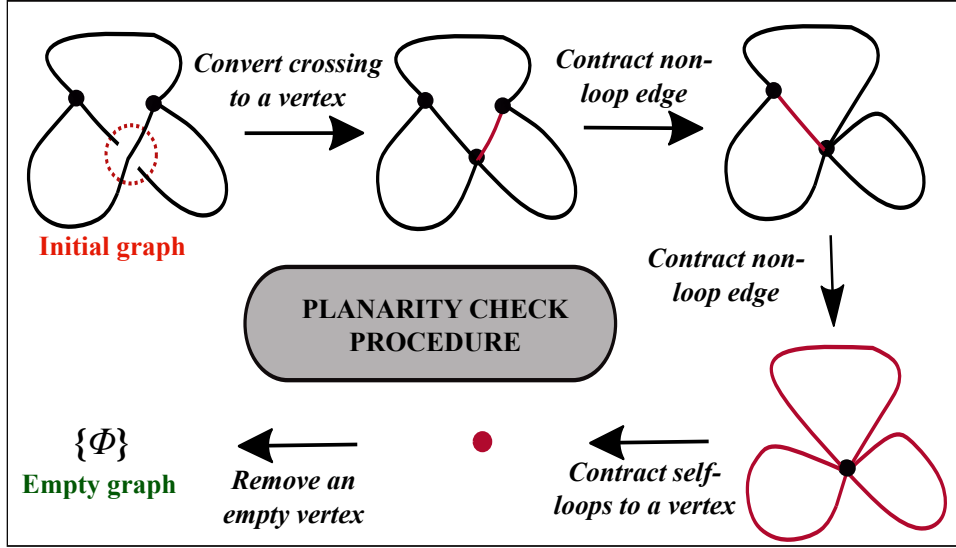 Convert crossing
to a vertex
Contract non-
loop edge
Initial graph
Contract non-
loop edge
PLANARITY CHECK
PROCEDURE
{Φ}
Empty graph
Remove an
empty vertex
Contract self-
loops to a vertex